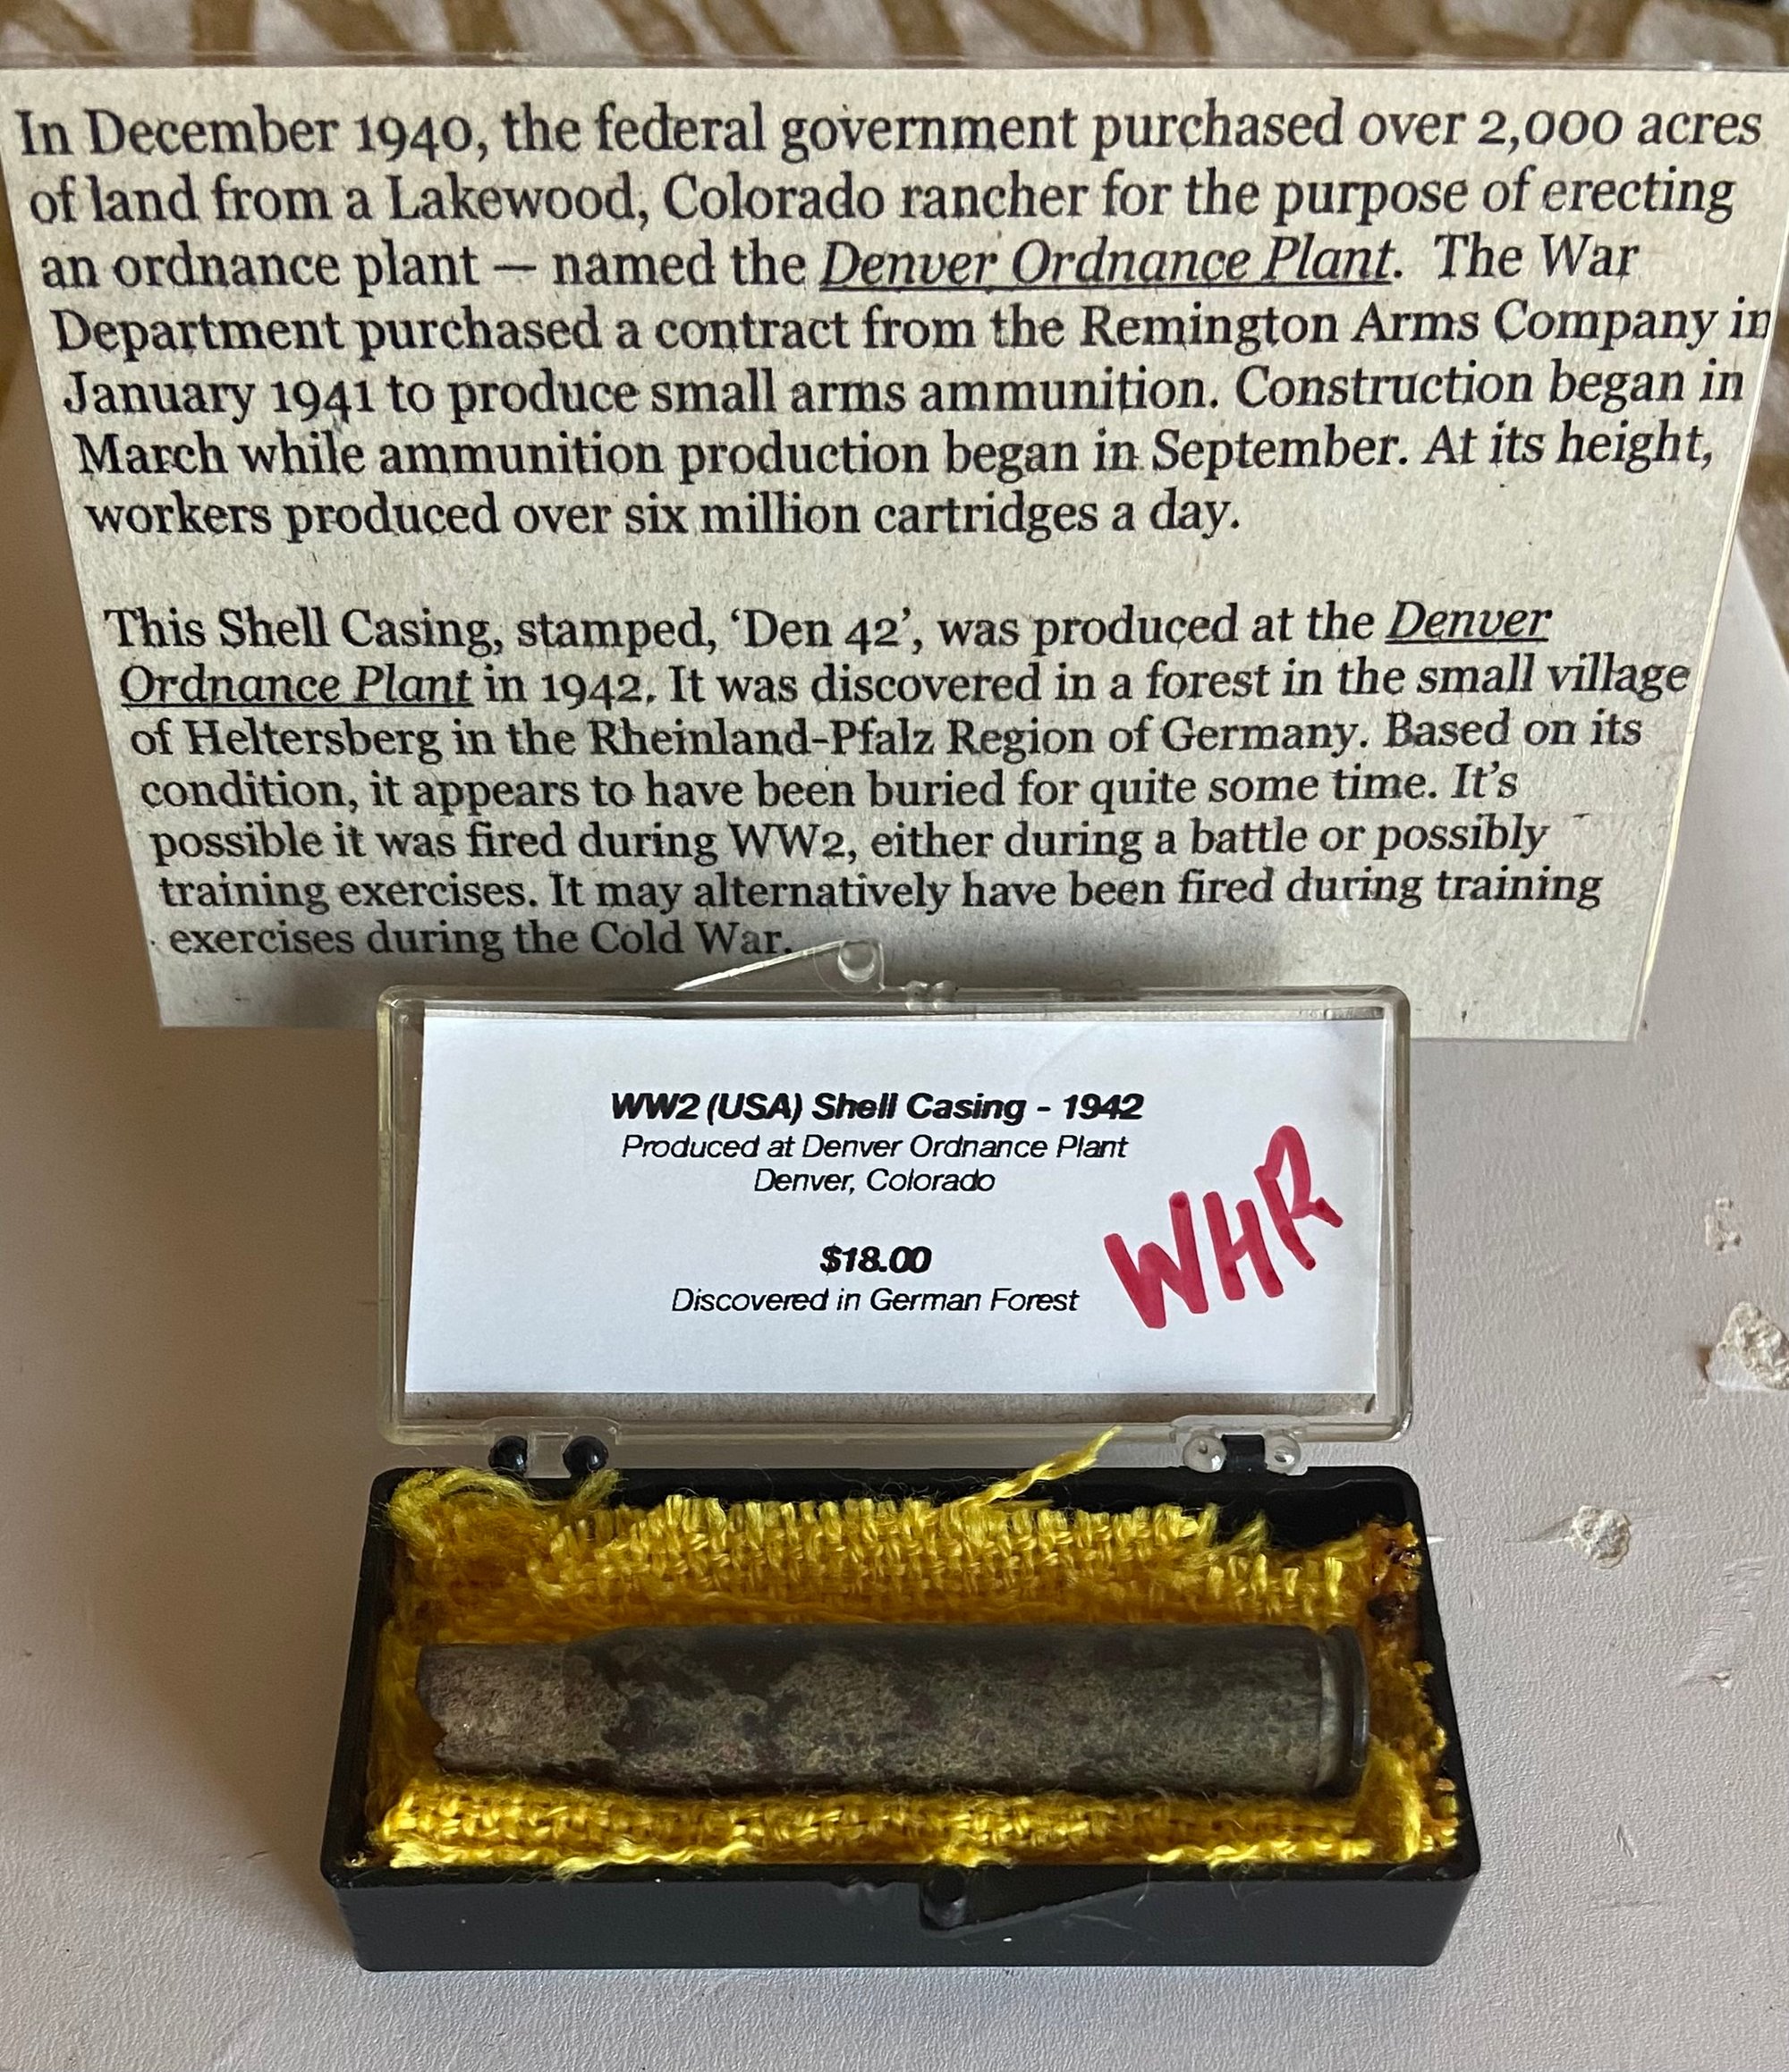 In December 1940, the federal government purchased over 2,000 acres
of land from a Lakewood, Colorado rancher for the purpose of erecting
an ordnance plant — named the Denver Ordnance Plant. The War
Department purchased a contract from the Remington Arms Company in
January 1941 to produce small arms ammunition. Construction began in
March while ammunition production began in September. At its height,
workers produced over six million cartridges a day.
This Shell Casing, stamped, ‘Den 42’, was produced at the Denver
Ordnance Plant in 1942. It was discovered in a forest in the small village
of Heltersberg in the Rheinland-Pfalz Region of Germany. Based on its
condition, it appears to have been buried for quite some time. It’s
possible it was fired during WW2, either during a battle or possibly
training exercises. It may alternatively have been fired during training
exercises during the Cold War.
WW2 (USA) Shell Casing - 1942
Produced at Denver Ordnance Plant
Denver, Colorado
$18.00
Discovered in German Forest
WHR